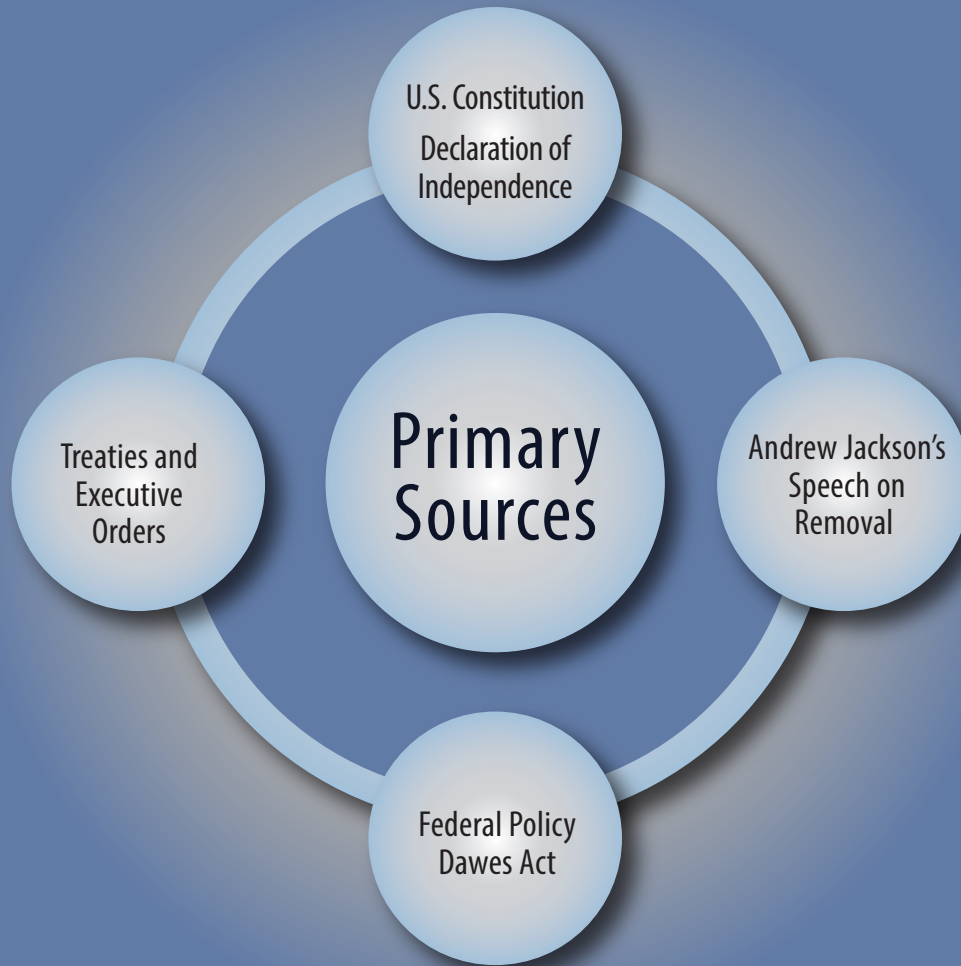 U.S. Constitution
Declaration of
Independence
Treaties and
Executive
Orders
Primary
Sources
Andrew Jackson's
Speech on
Removal
Federal Policy
Dawes Act